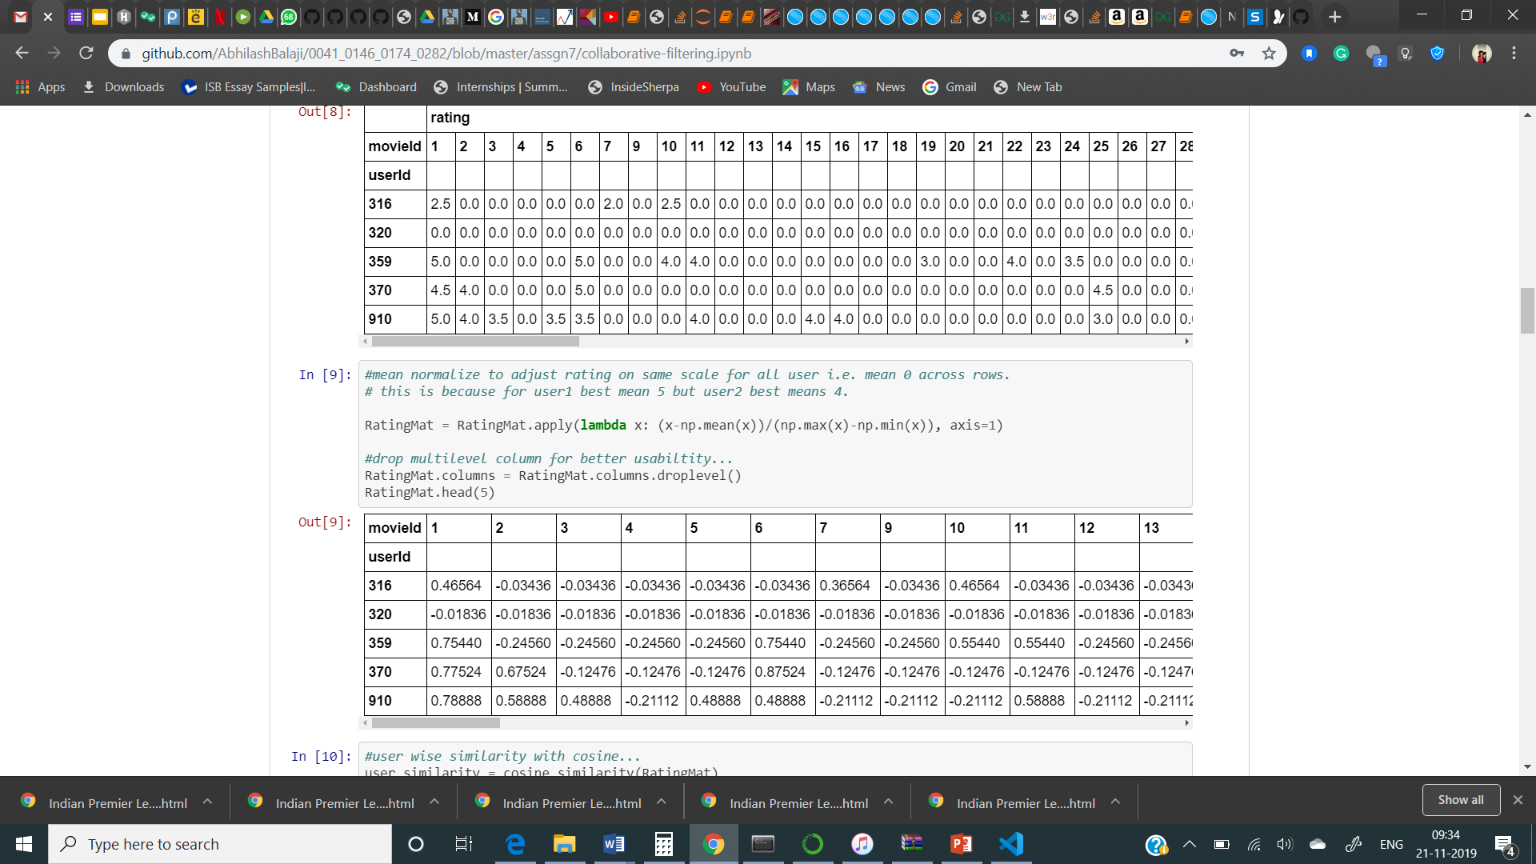 github.com/AbhilashBalaji/0041_0146_0174_0282/blob/master/assgn7/collaborative-filtering.ipynb
Apps Downloads ISB Essay Samples|I... Dashboard Internships | Summ... InsideSherpa YouTube Maps News Gmail New Tab
Out[8]:
rating
movieId 1 2 3 4 5 6 7 9 10 11 12 13 14 15 16 17 18 19 20 21 22 23 24 25 26 27 28
userId
316 2.5 0.0 0.0 0.0 0.0 0.0 2.0 0.0 2.5 0.0 0.0 0.0 0.0 0.0 0.0 0.0 0.0 0.0 0.0 0.0 0.0 0.0 0.0 0.0 0.0 0.0 0.
320 0.0 0.0 0.0 0.0 0.0 0.0 0.0 0.0 0.0 0.0 0.0 0.0 0.0 0.0 0.0 0.0 0.0 0.0 0.0 0.0 0.0 0.0 0.0 0.0 0.0 0.0 0.
359 5.0 0.0 0.0 0.0 0.0 5.0 0.0 0.0 4.0 4.0 0.0 0.0 0.0 0.0 0.0 0.0 0.0 3.0 0.0 0.0 4.0 0.0 3.5 0.0 0.0 0.0 0.
370 4.5 4.0 0.0 0.0 0.0 5.0 0.0 0.0 0.0 0.0 0.0 0.0 0.0 0.0 0.0 0.0 0.0 0.0 0.0 0.0 0.0 0.0 0.0 4.5 0.0 0.0 0.
910 5.0 4.0 3.5 0.0 3.5 3.5 0.0 0.0 0.0 4.0 0.0 0.0 0.0 4.0 4.0 0.0 0.0 0.0 0.0 0.0 0.0 0.0 0.0 3.0 0.0 0.0 0.
In [9]: #mean normalize to adjust rating on same scale for all user i.e. mean 0 across rows.
# this is because for user1 best mean 5 but user2 best means 4.
RatingMat = RatingMat.apply(lambda x: (x-np.mean(x))/(np.max(x)-np.min(x)), axis=1)
#drop multilevel column for better usabiltity...
RatingMat.columns = RatingMat.columns.droplevel()
RatingMat.head(5)
Out[9]:
movieId 1 2 3 4 5 6 7 9 10 11 12 13
userId
316 0.46564 -0.03436 -0.03436 -0.03436 -0.03436 -0.03436 0.36564 -0.03436 0.46564 -0.03436 -0.03436 -0.0343
320 -0.01836 -0.01836 -0.01836 -0.01836 -0.01836 -0.01836 -0.01836 -0.01836 -0.01836 -0.01836 -0.01836 -0.0183
359 0.75440 -0.24560 -0.24560 -0.24560 -0.24560 0.75440 -0.24560 -0.24560 0.55440 0.55440 -0.24560 -0.2456
370 0.77524 0.67524 -0.12476 -0.12476 -0.12476 0.87524 -0.12476 -0.12476 -0.12476 -0.12476 -0.12476 -0.1247
910 0.78888 0.58888 0.48888 -0.21112 0.48888 0.48888 -0.21112 -0.21112 -0.21112 0.58888 -0.21112 -0.2111
In [10]: #user wise similarity with cosine...
user_similarity = cosine_similarity(RatingMat)
Indian Premier Le....html Indian Premier Le....html Indian Premier Le....html Indian Premier Le....html Indian Premier Le....html Show all
Type here to search
ENG
09:34
21-11-2019
4